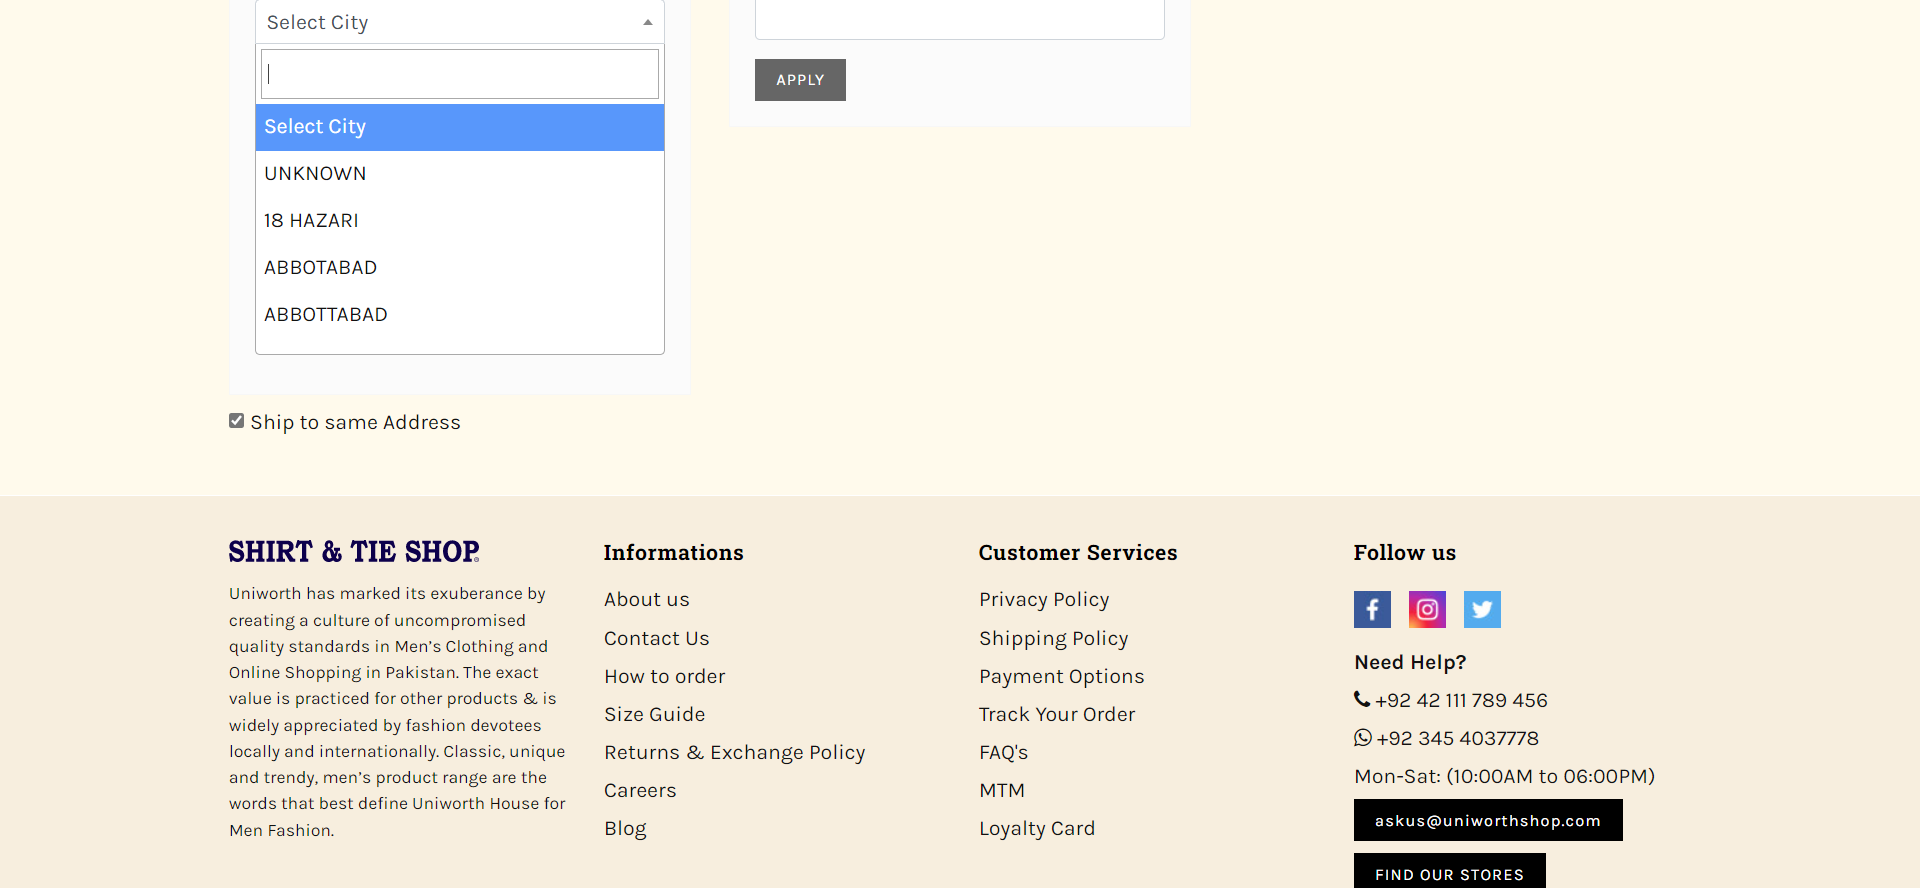 Select City
Select City
UNKNOWN
18 HAZARI
ABBOTABAD
ABBOTTABAD
Ship to same Address
APPLY
SHIRT & TIE SHOP
Uniworth has marked its exuberance by
creating a culture of uncompromised
quality standards in Men’s Clothing and
Online Shopping in Pakistan. The exact
value is practiced for other products & is
widely appreciated by fashion devotees
locally and internationally. Classic, unique
and trendy, men’s product range are the
words that best define Uniworth House for
Men Fashion.
Informations
About us
Contact Us
How to order
Size Guide
Returns & Exchange Policy
Careers
Blog
Customer Services
Privacy Policy
Shipping Policy
Payment Options
Track Your Order
FAQ's
MTM
Loyalty Card
Follow us
Need Help?
+92 42 111 789 456
+92 345 4037778
Mon-Sat: (10:00AM to 06:00PM)
askus@uniworthshop.com
FIND OUR STORES